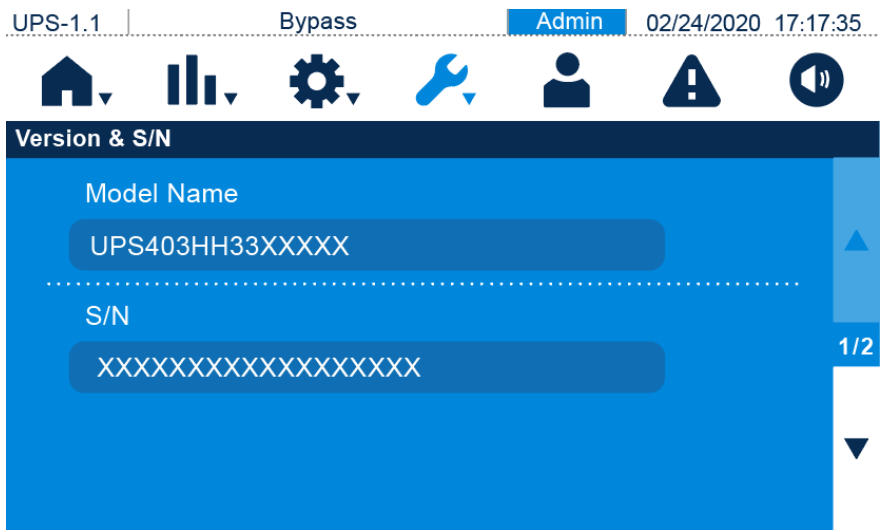 UPS-1.1 Bypass Admin 02/24/2020 17:17:35
Version & S/N
Model Name
UPS403HH33XXXXX
S/N
XXXXXXXXXXXXXXXXXX
1/2